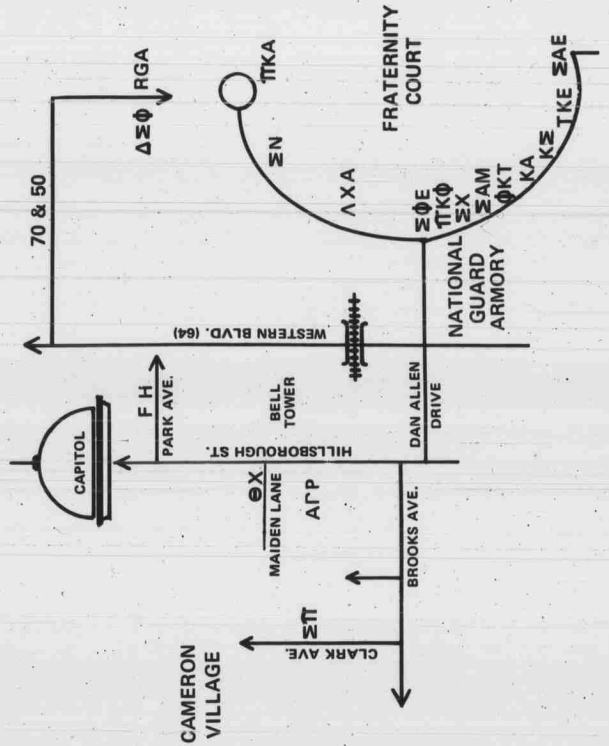 70 & 50
ΔΣΦ
RGA
ΠΚΑ
ΣΝ
ΛΧΑ
FRATERNITY
COURT
ΣΦΕ
ΠΚΦ
ΣΧ
ΣΑΜ
ΦΚΤ
ΚΑ
ΚΣ
ΤΚΕ
ΣΑΕ
NATIONAL
GUARD
ARMORY
WESTERN BLVD. (64)
CAPITOL
F H
PARK AVE.
BELL
TOWER
HILLSBOROUGH ST.
DAN ALLEN
DRIVE
ΘΧ
MAIDEN LANE
ΑΓΡ
BROOKS AVE.
ΣΠ
CLARK AVE.
CAMERON
VILLAGE